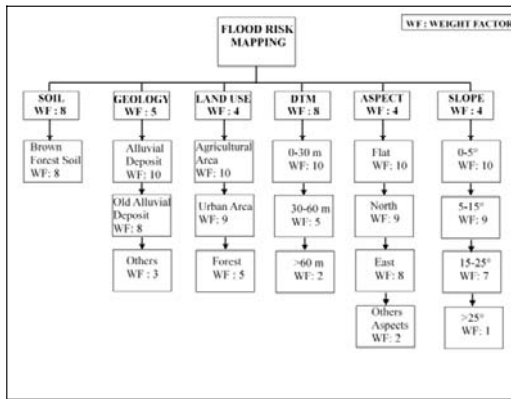 FLOOD RISK
MAPPING
WF : WEIGHT FACTOR
SOIL
WF : 8
GEOLOGY
WF : 5
LAND USE
WF : 4
DTM
WF : 8
ASPECT
WF : 4
SLOPE
WF : 4
Brown
Forest Soil
WF: 8
Alluvial
Deposit
WF: 10
Old Alluvial
Deposit
WF: 8
Others
WF : 3
Agricultural
Area
WF: 10
Urban Area
WF: 9
Forest
WF : 5
0-30 m
WF: 10
30-60 m
WF: 5
>60 m
WF: 2
Flat
WF: 10
North
WF: 9
East
WF: 8
Others
Aspects
WF: 2
0-5°
WF: 10
5-15°
WF: 9
15-25°
WF: 7
>25°
WF: 1